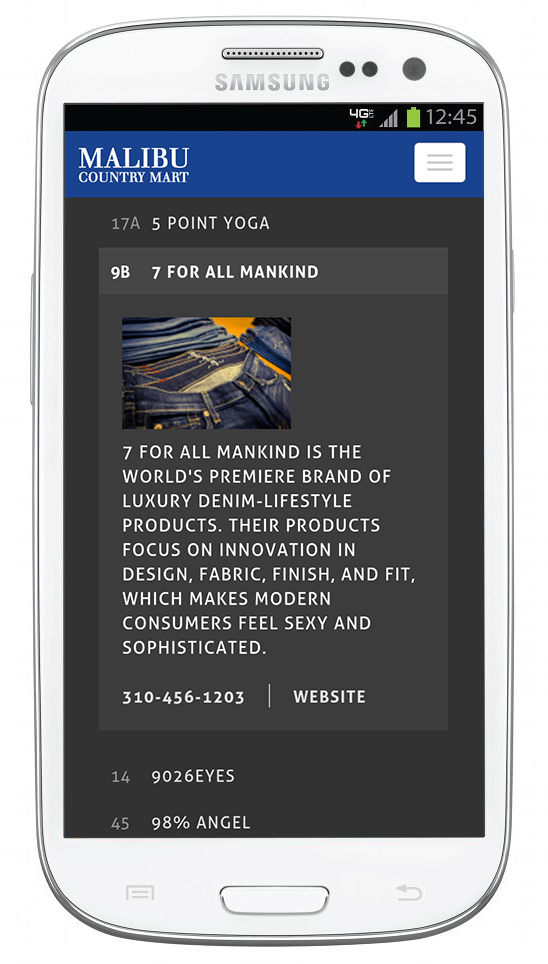 SAMSUNG
4G LTE 12:45
MALIBU
COUNTRY MART
17A 5 POINT YOGA
9B 7 FOR ALL MANKIND
7 FOR ALL MANKIND IS THE
WORLD'S PREMIERE BRAND OF
LUXURY DENIM-LIFESTYLE
PRODUCTS. THEIR PRODUCTS
FOCUS ON INNOVATION IN
DESIGN, FABRIC, FINISH, AND FIT,
WHICH MAKES MODERN
CONSUMERS FEEL SEXY AND
SOPHISTICATED.
310-456-1203 | WEBSITE
14 9026EYES
45 98% ANGEL